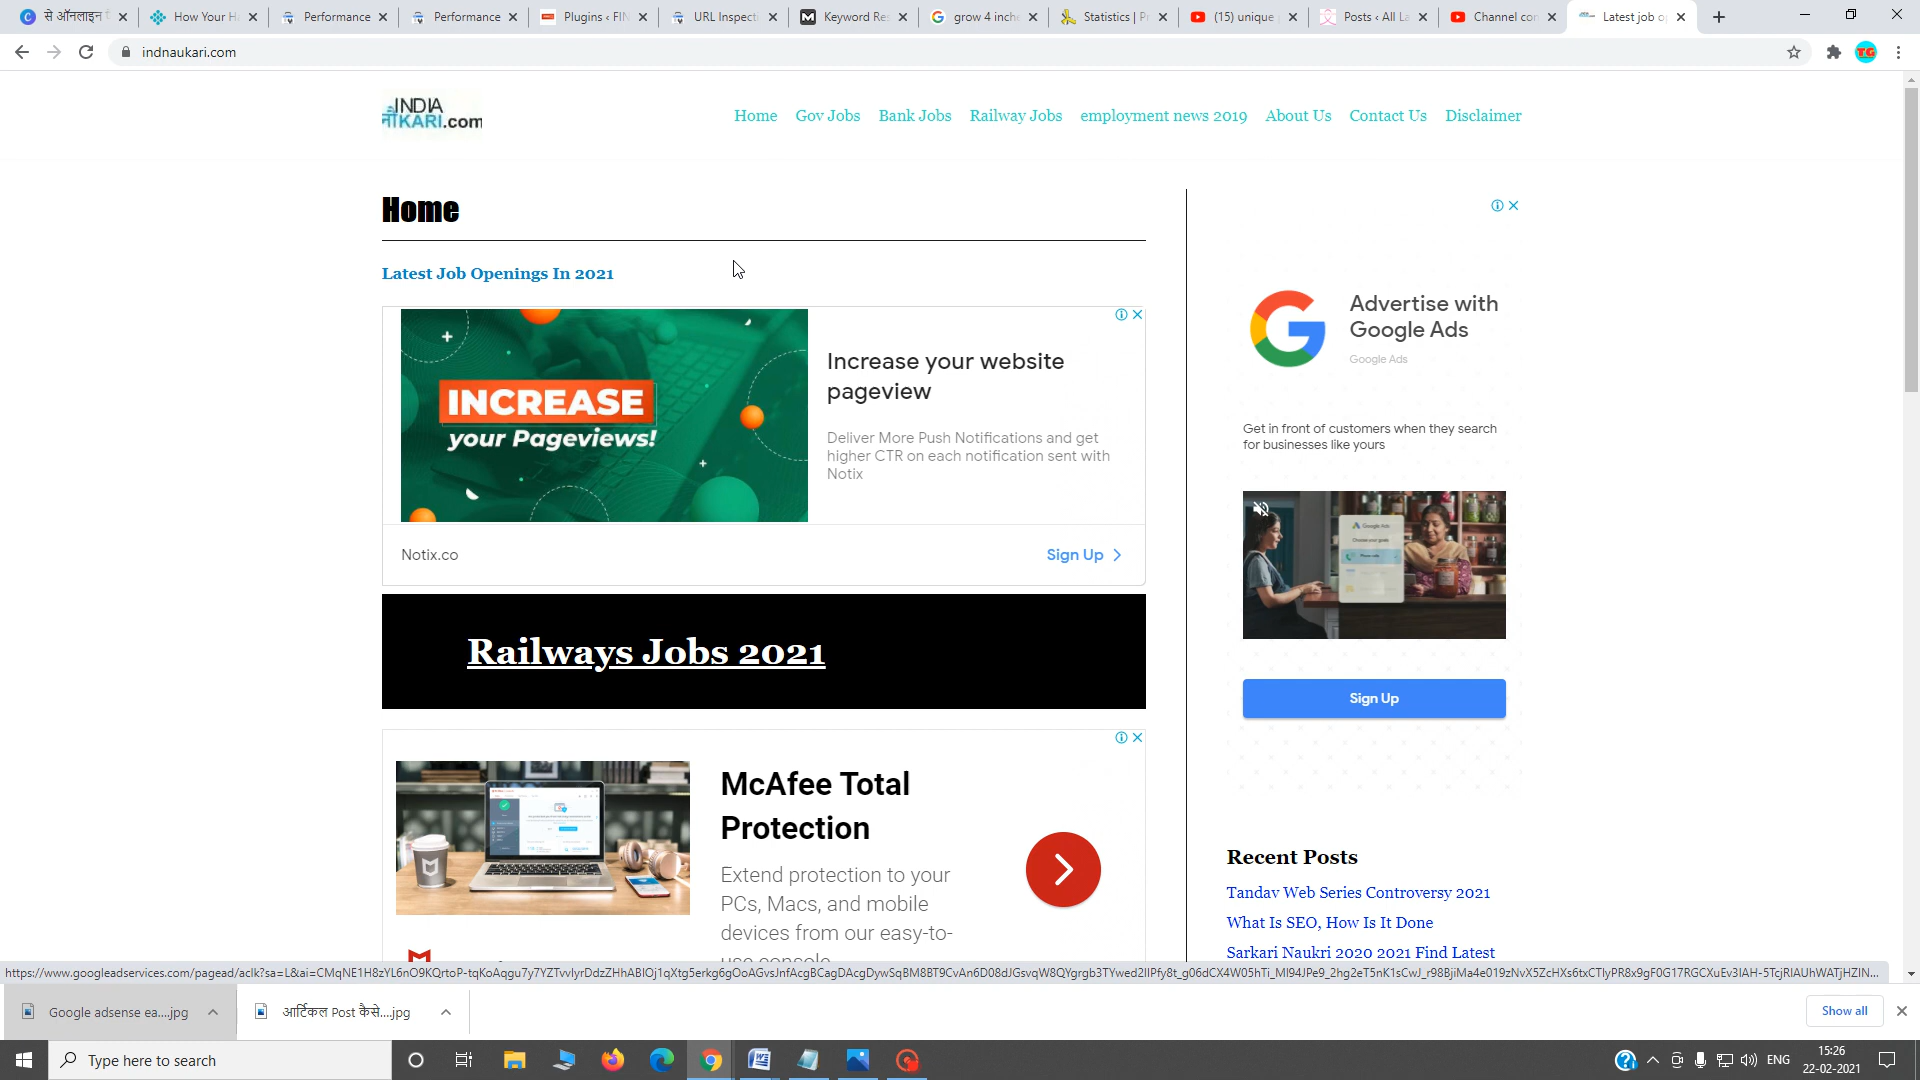 से ऑनलाइन
How Your H
Performance
Performance
Plugins ‹ FIN
URL Inspect
Keyword Res
grow 4 inch
Statistics | P
(15) unique
Posts ‹ All La
Channel con
Latest job o
indnaukari.com
INDIA
KARI.com
Home Gov Jobs Bank Jobs Railway Jobs employment news 2019 About Us Contact Us Disclaimer
Home
Latest Job Openings In 2021
INCREASE
your Pageviews!
Increase your website
pageview
Deliver More Push Notifications and get
higher CTR on each notification sent with
Notix
Notix.co
Sign Up
Railways Jobs 2021
McAfee Total
Protection
Extend protection to your
PCs, Macs, and mobile
devices from our easy-to-
use console
Advertise with
Google Ads
Google Ads
Get in front of customers when they search
for businesses like yours
Google Ads
Sign Up
Recent Posts
Tandav Web Series Controversy 2021
What Is SEO, How Is It Done
Sarkari Naukri 2020 2021 Find Latest
Google adsense ea....jpg
आर्टिकल Post कैसे....jpg
Show all
Type here to search
ENG
15:26
22-02-2021